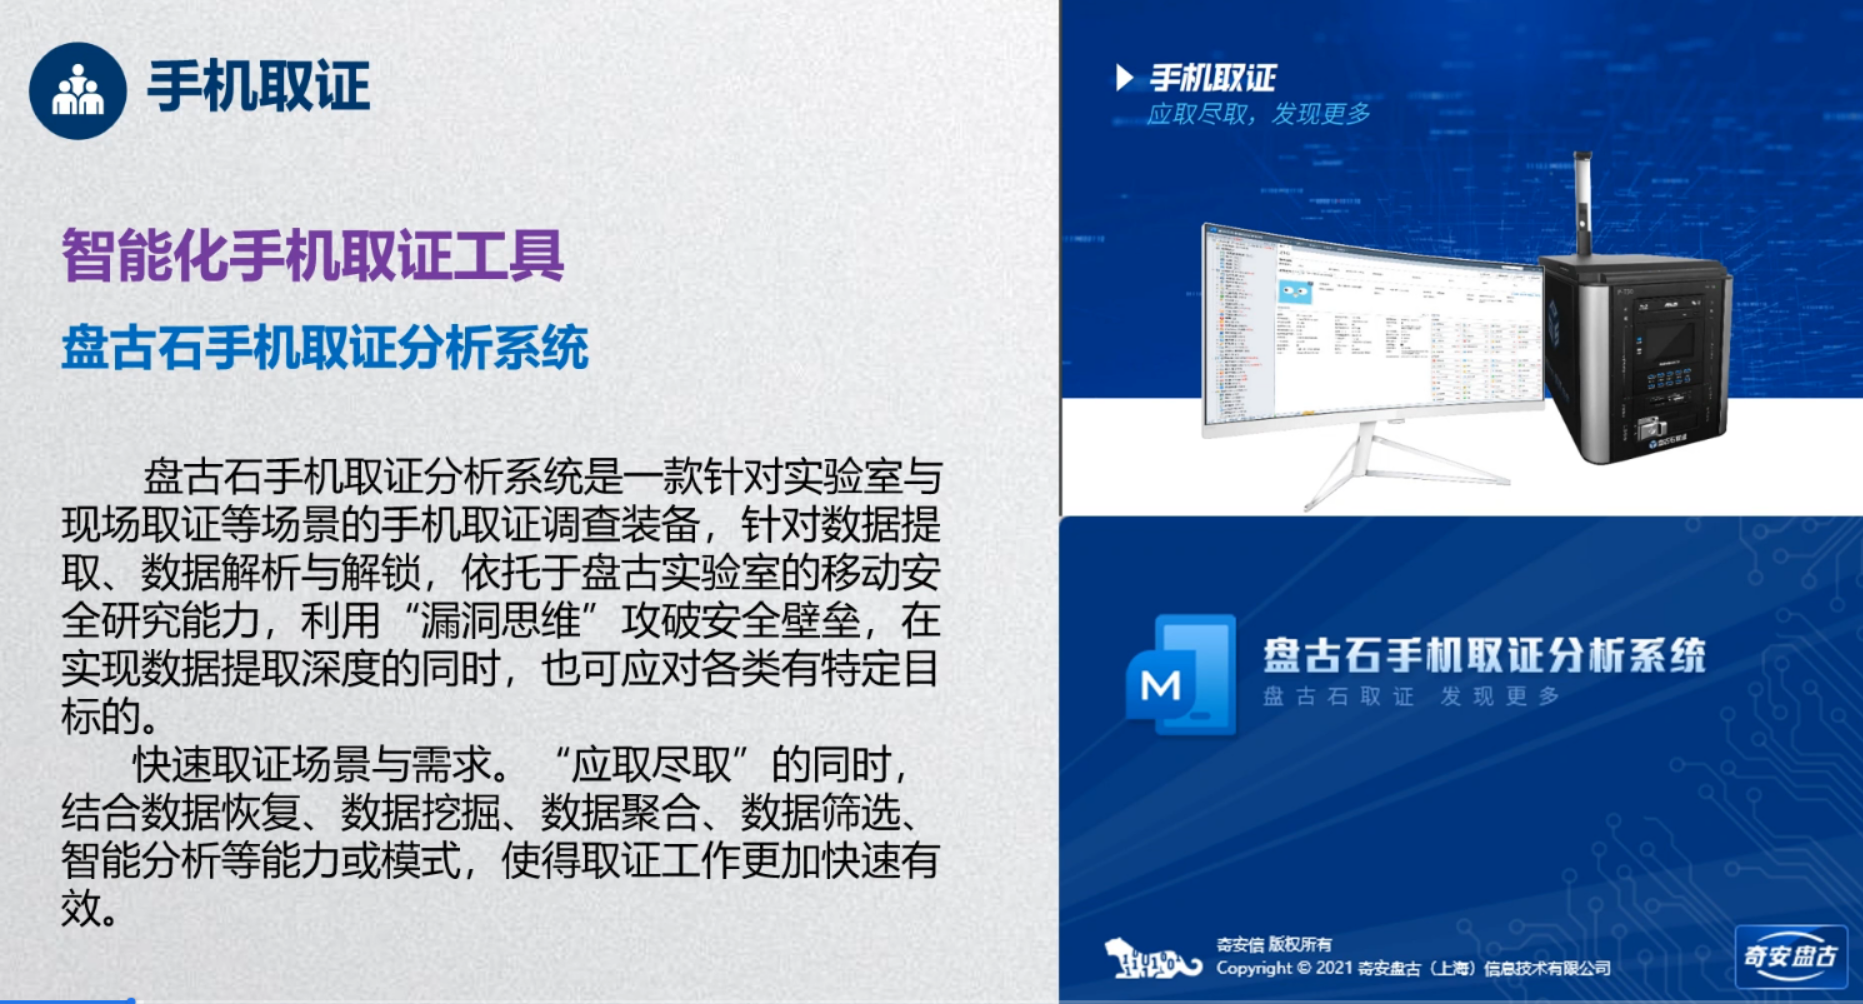 手机取证
智能化手机取证工具
盘古石手机取证分析系统
盘古石手机取证分析系统是一款针对实验室与
现场取证等场景的手机取证调查装备，针对数据提
取、数据解析与解锁，依托于盘古实验室的移动安
全研究能力，利用“漏洞思维”攻破安全壁垒，在
实现数据提取深度的同时，也可应对各类有特定目
标的。
快速取证场景与需求。“应取尽取”的同时，
结合数据恢复、数据挖掘、数据聚合、数据筛选、
智能分析等能力或模式，使得取证工作更加快速有
效。
手机取证
应取尽取，发现更多
盘古石手机取证分析系统
盘古石取证 发现更多
奇安信 版权所有
Copyright © 2021 奇安盘古（上海）信息技术有限公司
奇安盘古